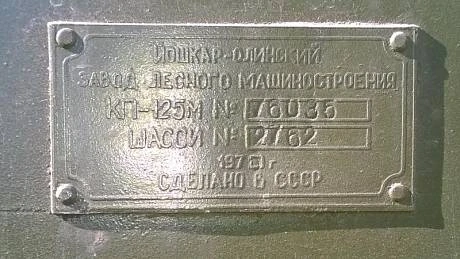 ЙОШКАР-ОЛИНСКИЙ
ЗАВОД ЛЕСНОГО МАШИНОСТРОЕНИЯ
КП-125М № 76035
ШАССИ № 2762
СДЕЛАНО В СССР